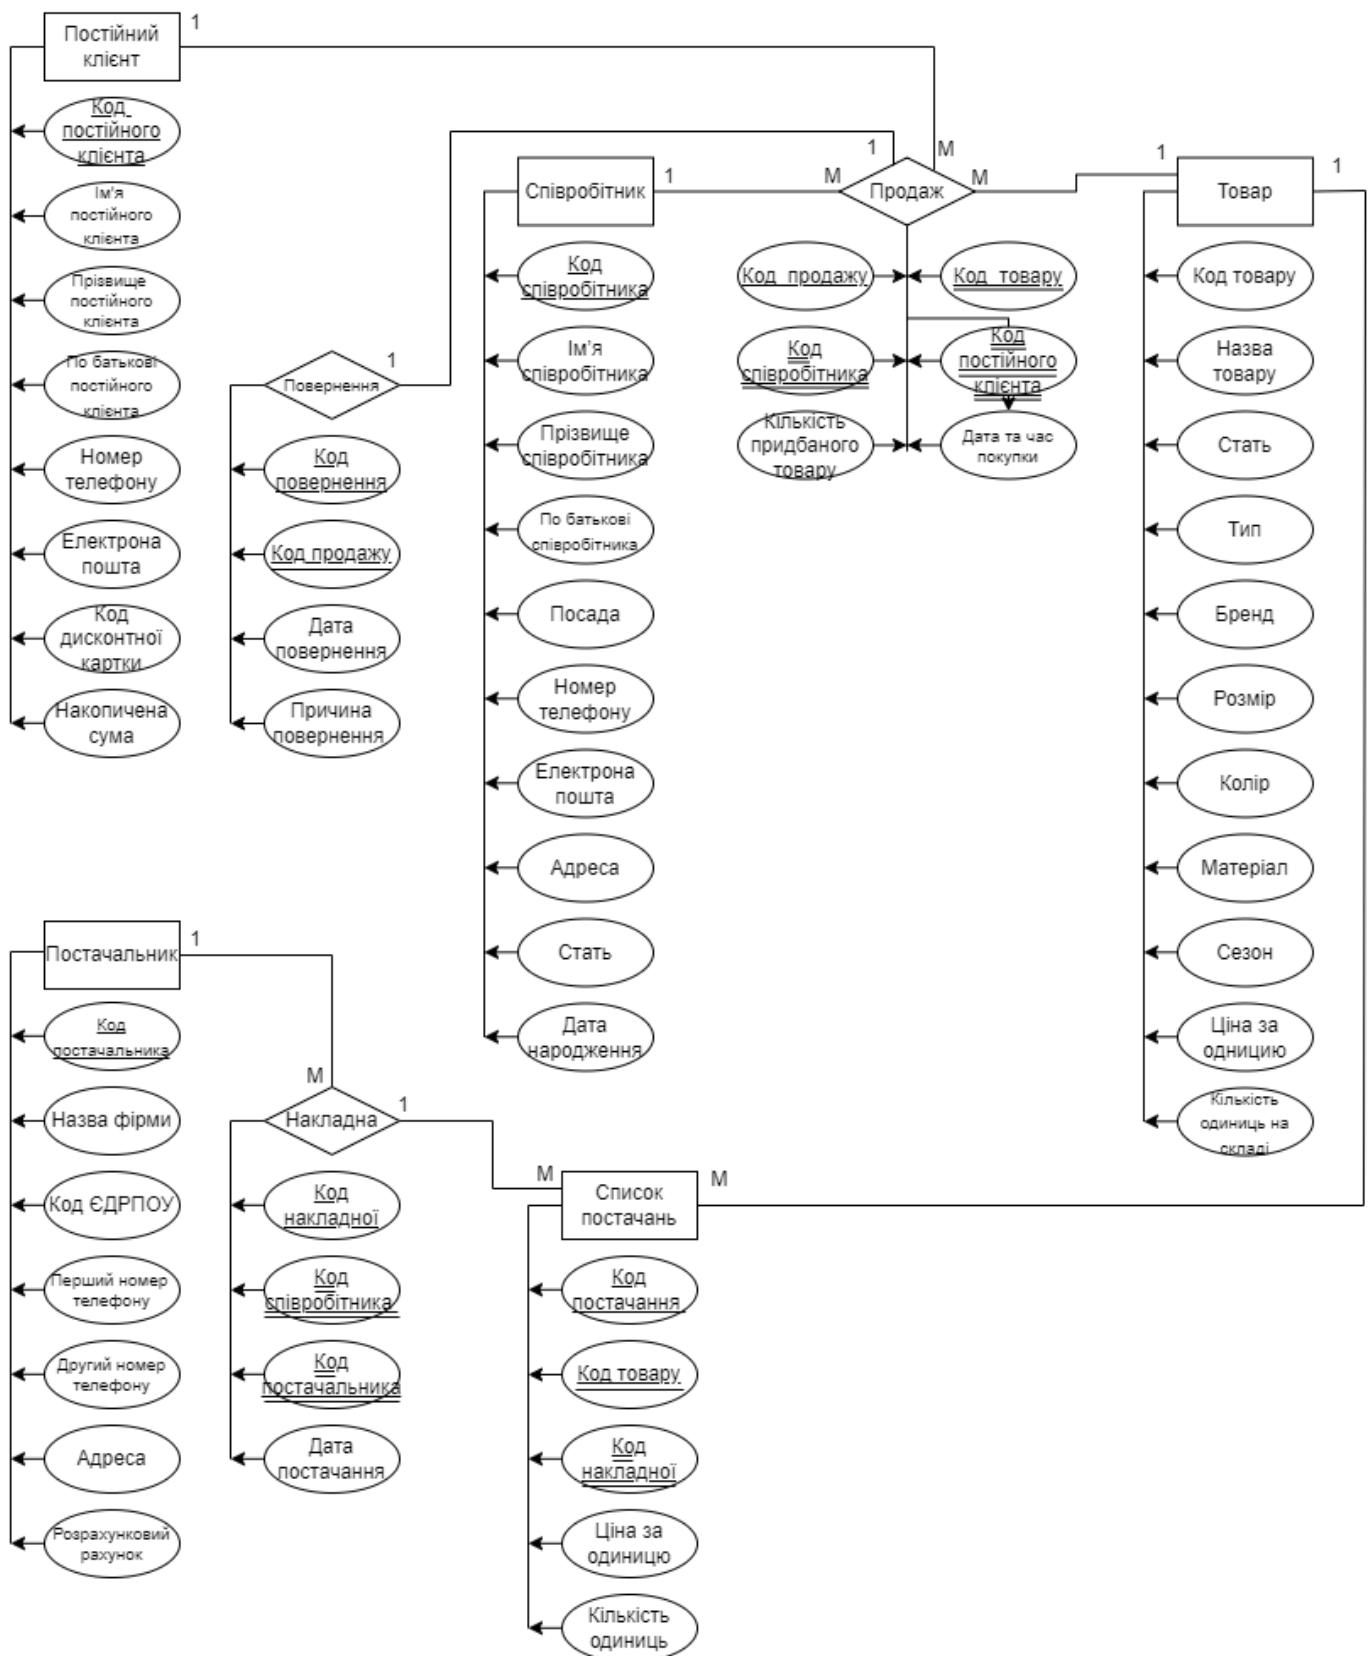 Постійний
клієнт
1
Код
постійного
клієнта
Ім'я
постійного
клієнта
Прізвище
постійного
клієнта
По батькові
постійного
клієнта
Номер
телефону
Електрона
пошта
Код
дисконтної
картки
Накопичена
сума
Повернення
1
Код
повернення
Код продажу
Дата
повернення
Причина
повернення
Співробітник
1
Код
співробітника
Ім'я
співробітника
Прізвище
співробітника
По батькові
співробітника
Посада
Номер
телефону
Електрона
пошта
Адреса
Стать
Дата
народження
1
М
М
Продаж
М
Код продажу
Код товару
Код
співробітника
Код
постійного
клієнта
Кількість
придбаного
товару
Дата та час
покупки
1
Товар
1
Код товару
Назва
товару
Стать
Тип
Бренд
Розмір
Колір
Матеріал
Сезон
Ціна за
одницию
Кількість
одиниць на
складі
Постачальник
1
Код
постачальника
Назва фірми
Код ЄДРПОУ
Перший номер
телефону
Другий номер
телефону
Адреса
Розрахунковий
рахунок
М
Накладна
1
Код
накладної
Код
співробітника
Код
постачальника
Дата
постачання
М
Список
постачань
М
Код
постачання
Код товару
Код
накладної
Ціна за
одиницю
Кількість
одиниць